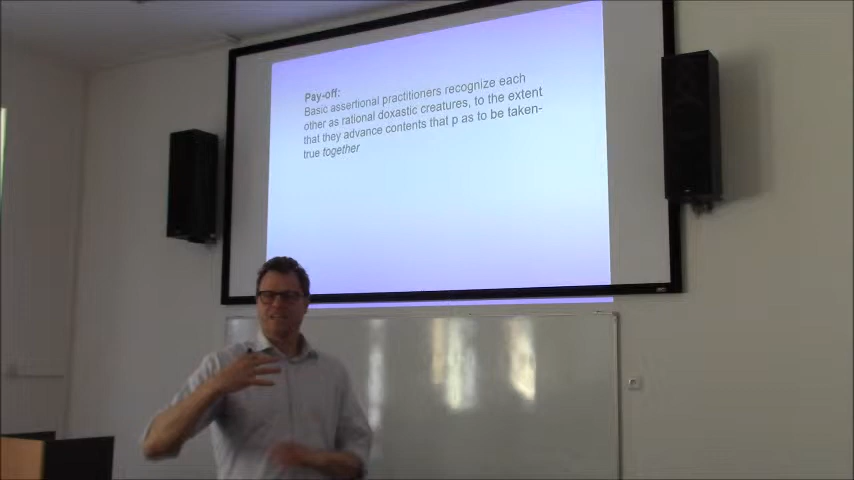 Pay-off:
Basic assertional practitioners recognize each
other as rational doxastic creatures, to the extent
that they advance contents that p as to be taken-
true together